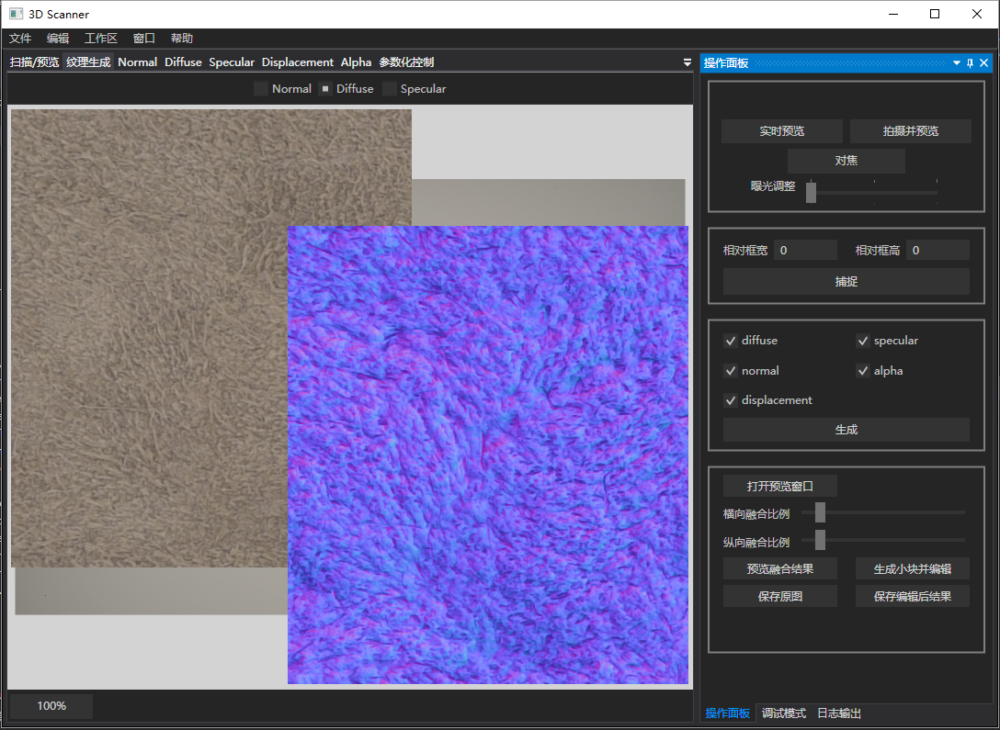 3D Scanner
文件 编辑 工作区 窗口 帮助
扫描/预览 纹理生成 Normal Diffuse Specular Displacement Alpha 参数化控制
Normal Diffuse Specular
100%
操作面板
实时预览 拍摄并预览
对焦
曝光调整
相对框宽 0 相对框高 0
捕捉
diffuse specular
normal alpha
displacement
生成
打开预览窗口
横向融合比例
纵向融合比例
预览融合结果 生成小块并编辑
保存原图 保存编辑后结果
操作面板 调试模式 日志输出